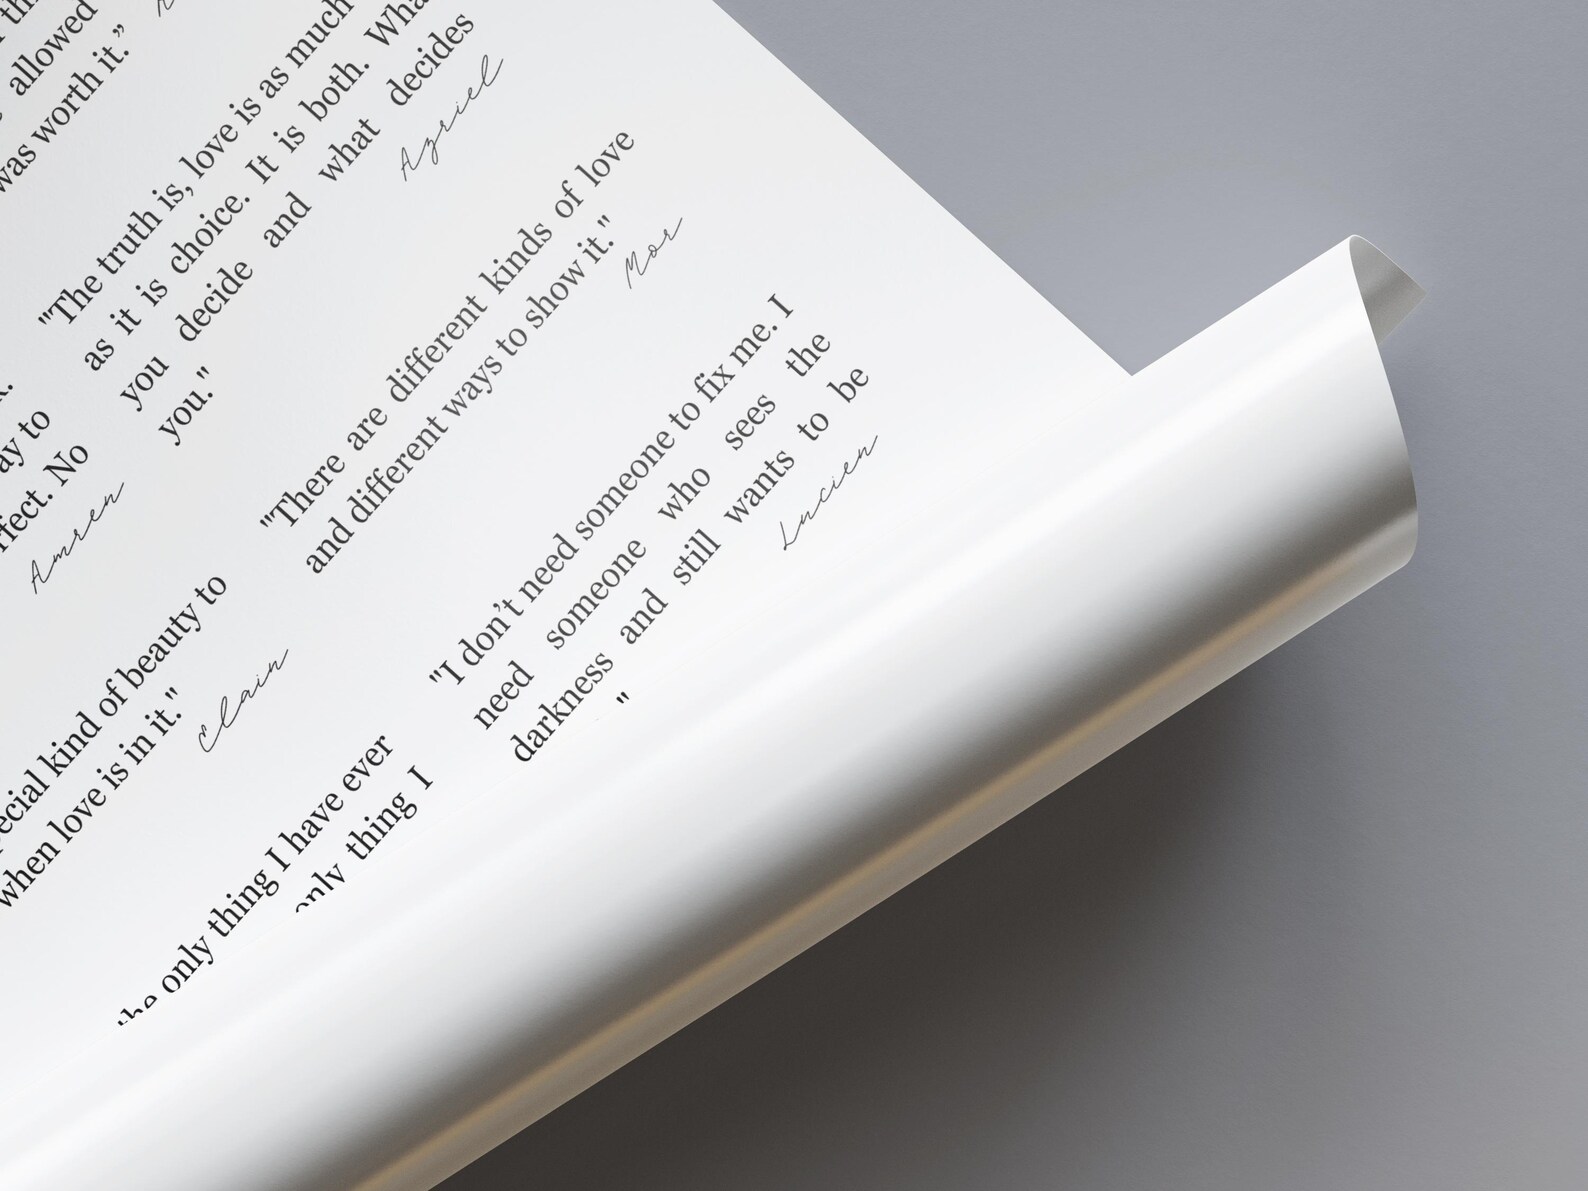 allowed
was worth it.”
"The truth is, love is as much
as it is choice. It is both.
you decide and what decides
you."
Azriel
ay to
fect. No
Amren
"There are different kinds of love
and different ways to show it."
Mor
ecial kind of beauty to
when love is in it."
Clain
"I don’t need someone to fix me. I
need someone who sees the
darkness and still wants to be
"
Lucien
the only thing I have ever
only thing I